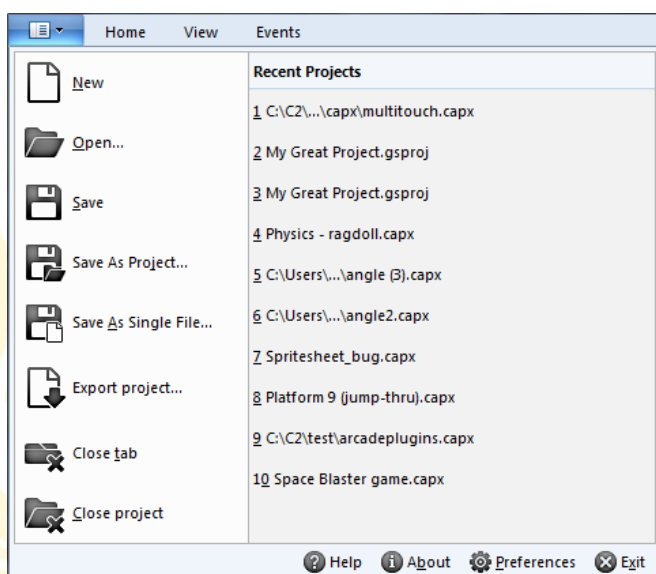 Home View Events
New
Open...
Save
Save As Project...
Save As Single File...
Export project...
Close tab
Close project
Recent Projects
1 C:\C2\...\capx\multitouch.capx
2 My Great Project.gsproj
3 My Great Project.gsproj
4 Physics - ragdoll.capx
5 C:\Users\...\angle (3).capx
6 C:\Users\...\angle2.capx
7 Spritesheet_bug.capx
8 Platform 9 (jump-thru).capx
9 C:\C2\test\arcadeplugins.capx
10 Space Blaster game.capx
Help About Preferences Exit